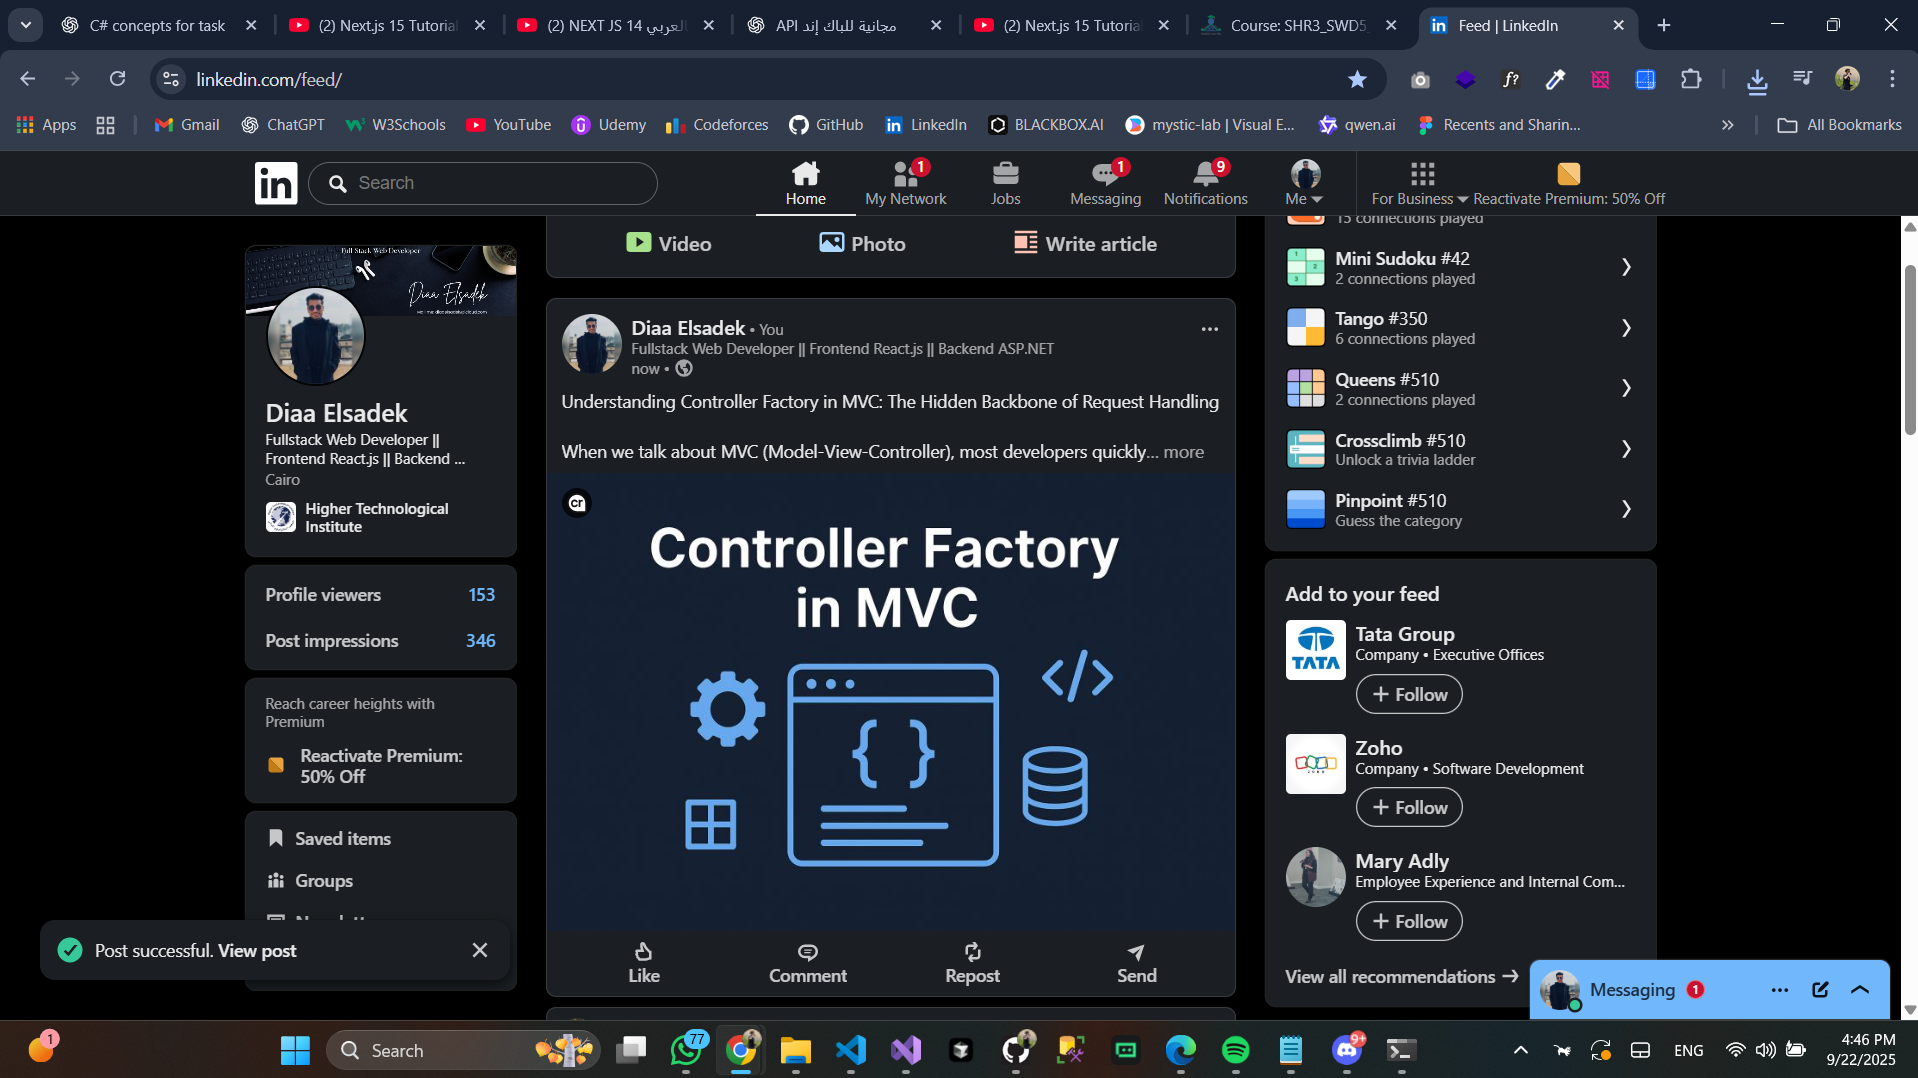 C# concepts for task
(2) Next.js 15 Tutorial
(2) NEXT JS 14 العربي
API مجانية للباك إند
(2) Next.js 15 Tutoria
Course: SHR3_SWD5_
Feed | LinkedIn
linkedin.com/feed/
Apps
Gmail
ChatGPT
W3Schools
YouTube
Udemy
Codeforces
GitHub
LinkedIn
BLACKBOX.AI
mystic-lab | Visual E...
qwen.ai
Recents and Sharin...
All Bookmarks
in
Search
Home
1
My Network
Jobs
1
Messaging
9
Notifications
Me
For Business
Reactivate Premium: 50% Off
Full Stack Web Developer
Diaa Elsadek
Diaa Elsadek
Fullstack Web Developer ||
Frontend React.js || Backend ...
Cairo
Higher Technological
Institute
Profile viewers 153
Post impressions 346
Reach career heights with
Premium
Reactivate Premium:
50% Off
Saved items
Groups
Post successful. View post
Video
Photo
Write article
Diaa Elsadek • You
Fullstack Web Developer || Frontend React.js || Backend ASP.NET
now •
Understanding Controller Factory in MVC: The Hidden Backbone of Request Handling
When we talk about MVC (Model-View-Controller), most developers quickly... more
cr
Controller Factory
in MVC
{ }
</>
Like
Comment
Repost
Send
15 connections played
Mini Sudoku #42
2 connections played
Tango #350
6 connections played
Queens #510
2 connections played
Crossclimb #510
Unlock a trivia ladder
Pinpoint #510
Guess the category
Add to your feed
TATA
Tata Group
Company • Executive Offices
+ Follow
ZOHO
Zoho
Company • Software Development
+ Follow
Mary Adly
Employee Experience and Internal Com...
+ Follow
View all recommendations →
Messaging 1
1
Search
77
9+
ENG
4:46 PM
9/22/2025